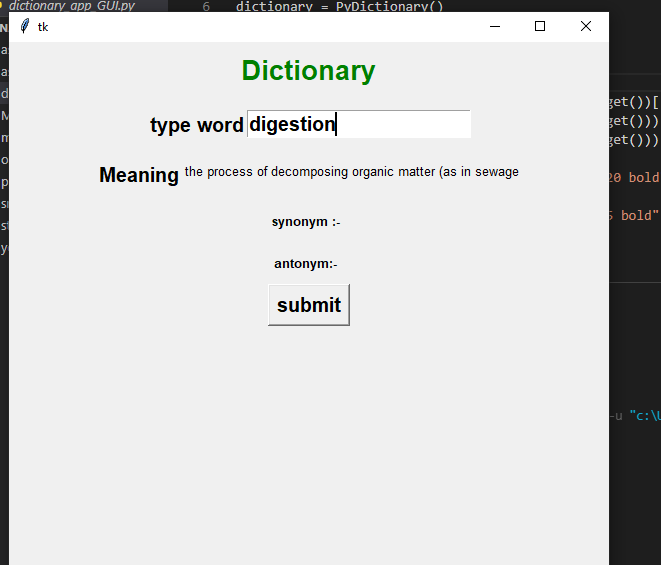 dictionary_app_GUI.py
6 dictionary = PyDictionary()
tk
Dictionary
get())[
type word digestion
get()))
get()))
Meaning the process of decomposing organic matter (as in sewage
20 bold
synonym :-
5 bold"
antonym:-
submit
-u "c:\U